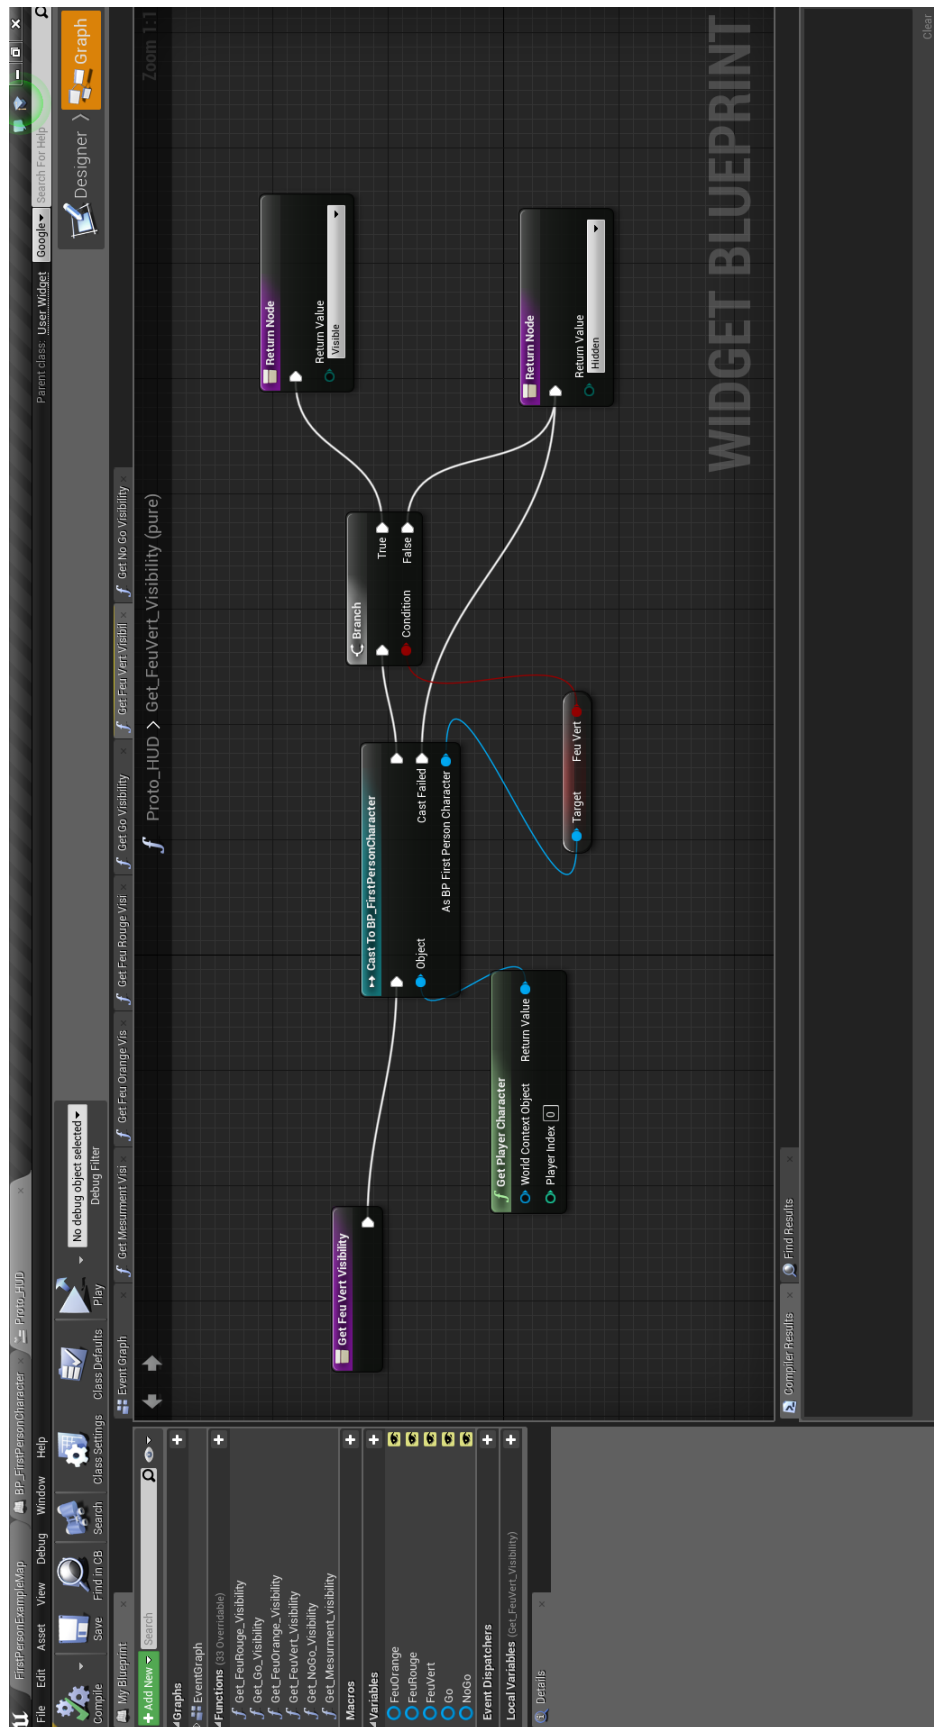 FirstPersonExampleMap
BP_FirstPersonCharacter
Proto_HUD
File Edit Asset View Debug Window Help
Parent class: User Widget
Google
Search For Help
Compile
Save
Find in CB
Search
Class Settings
Class Defaults
Play
No debug object selected
Debug Filter
Designer
Graph
My Blueprint
+ Add New
Search
Graphs
EventGraph
Functions (33 Overridable)
Get_FeuRouge_Visibility
Get_Go_Visibility
Get_FeuOrange_Visibility
Get_FeuVert_Visibility
Get_NoGo_Visibility
Get_Mesurment_visibility
Macros
Variables
FeuOrange
FeuRouge
FeuVert
Go
NoGo
Event Dispatchers
Local Variables (Get_FeuVert_Visibility)
Details
Event Graph
Get Mesurment Visi
Get Feu Orange Vis
Get Feu Rouge Visi
Get Go Visibility
Get Feu Vert Visibil
Get No Go Visibility
Proto_HUD > Get_FeuVert_Visibility (pure)
Zoom 1:1
Get Feu Vert Visibility
Cast To BP_FirstPersonCharacter
Object
Cast Failed
As BP First Person Character
Get Player Character
World Context Object
Player Index 0
Return Value
Target
Feu Vert
Branch
Condition
True
False
Return Node
Return Value
Visible
Return Node
Return Value
Hidden
WIDGET BLUEPRINT
Compiler Results
Find Results
Clear